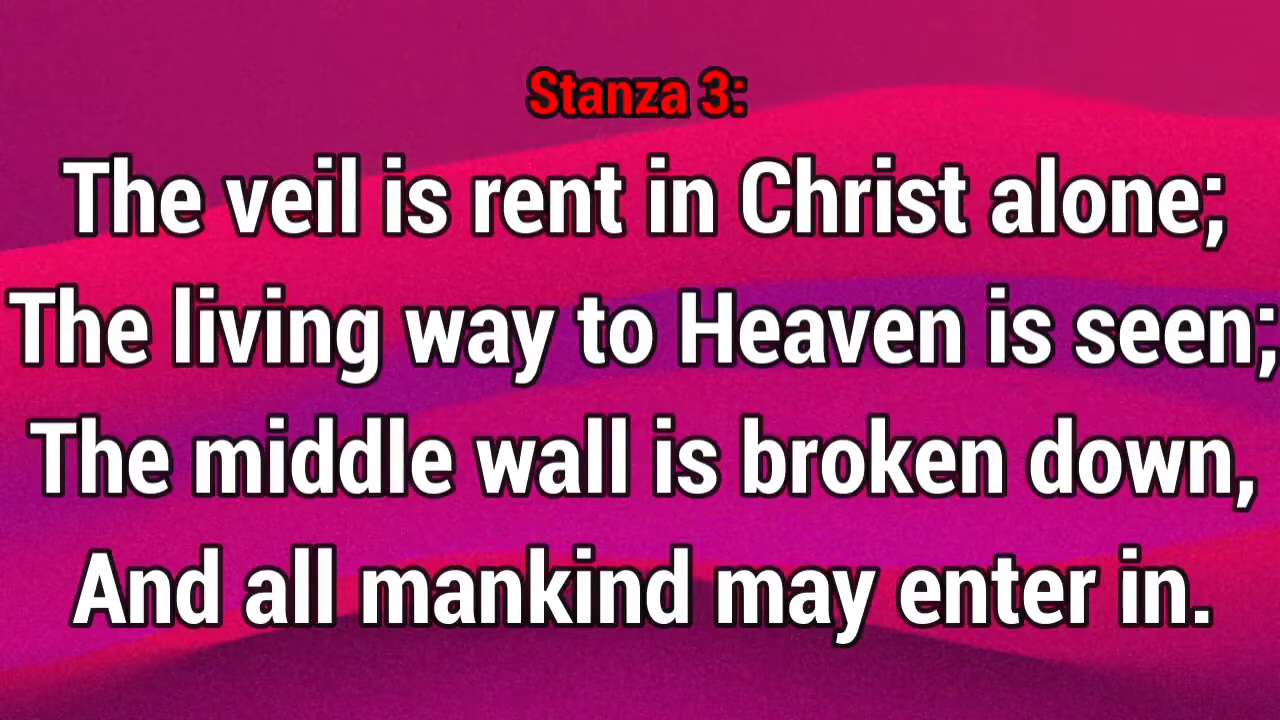 Stanza 3:
The veil is rent in Christ alone;
The living way to Heaven is seen;
The middle wall is broken down,
And all mankind may enter in.